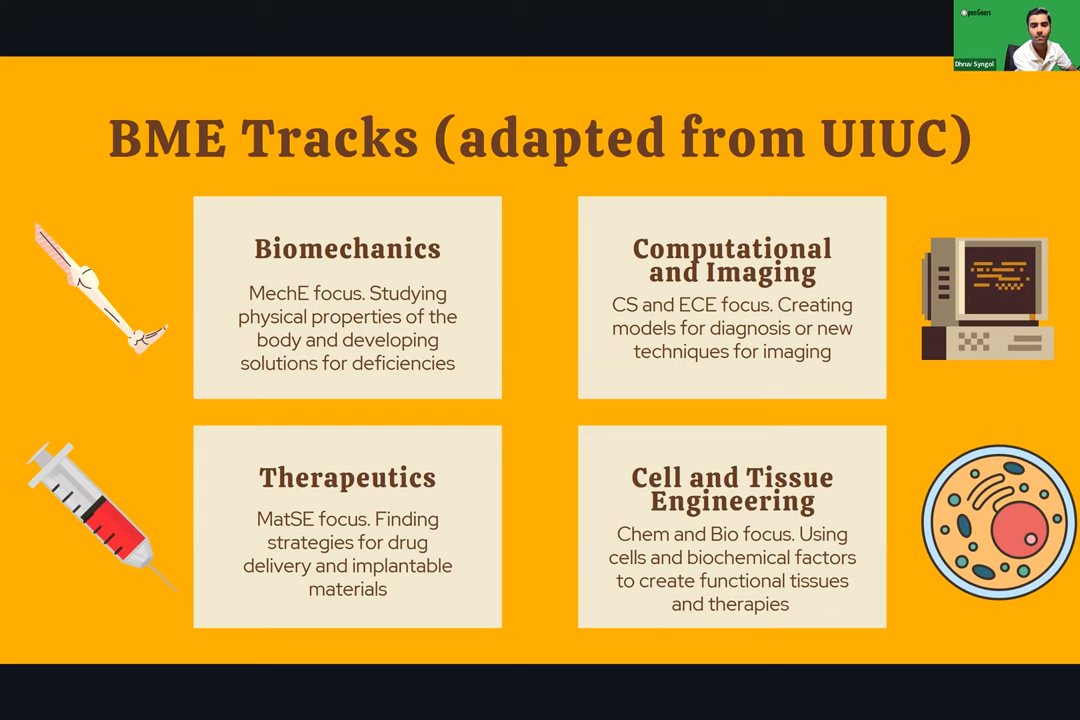 OpenGears
Dhruv Syngol
BME Tracks (adapted from UIUC)
Biomechanics
MechE focus. Studying
physical properties of the
body and developing
solutions for deficiencies
Computational
and Imaging
CS and ECE focus. Creating
models for diagnosis or new
techniques for imaging
Therapeutics
MatSE focus. Finding
strategies for drug
delivery and implantable
materials
Cell and Tissue
Engineering
Chem and Bio focus. Using
cells and biochemical factors
to create functional tissues
and therapies